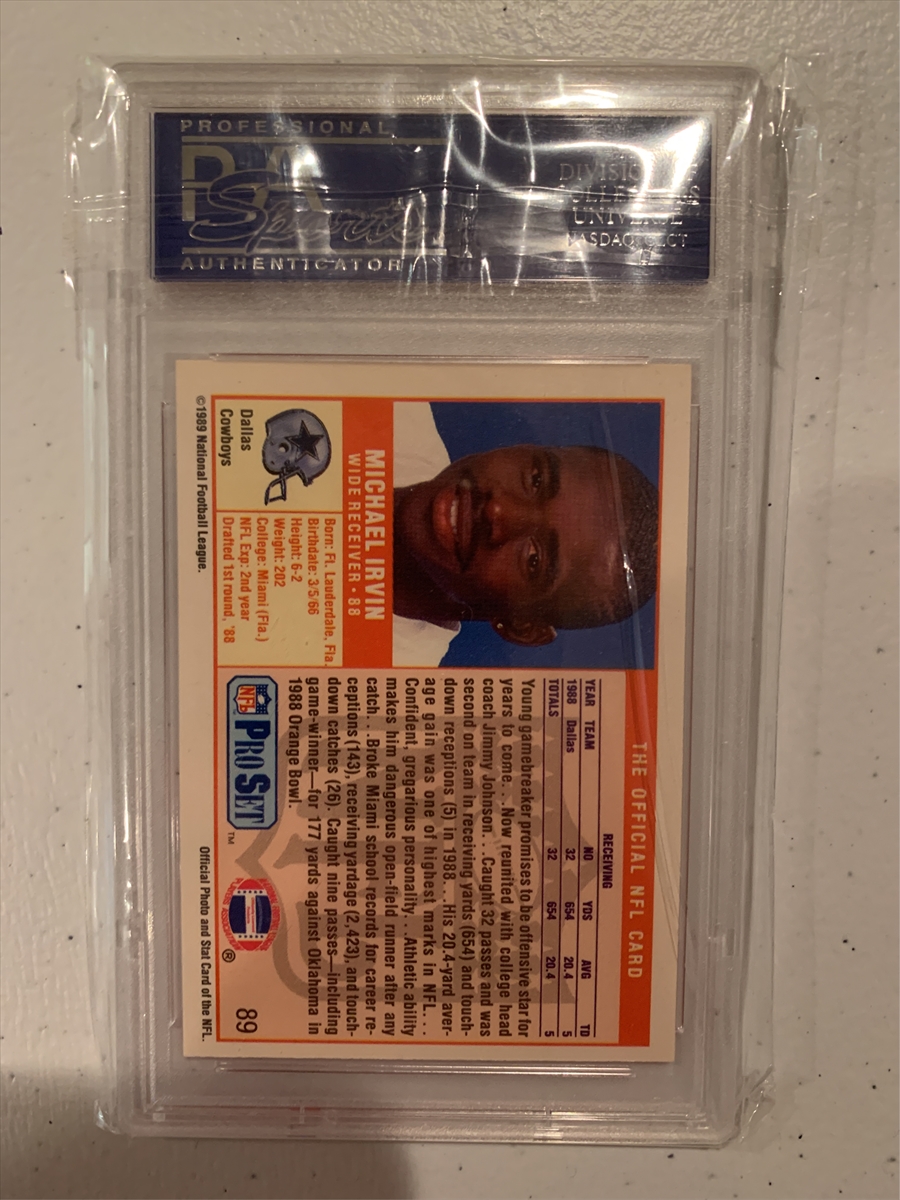 PROFESSIONAL
PSA
Sports
AUTHENTICATOR
DIVISION OF
COLLECTORS
UNIVERSE
NASDAQ: CLCT
THE OFFICIAL NFL CARD
MICHAEL IRVIN
WIDE RECEIVER • 88
Dallas
Cowboys
Born: Ft. Lauderdale, Fla.
Birthdate: 3/5/66
Height: 6-2
Weight: 202
College: Miami (Fla.)
NFL Exp: 2nd year
Drafted 1st round, '88
RECEIVING
YEAR TEAM NO YDS AVG TD
1988 Dallas 32 654 20.4 5
TOTALS 32 654 20.4 5
Young gamebreaker promises to be offensive star for
years to come. . .Now reunited with college head
coach Jimmy Johnson. . .Caught 32 passes and was
second on team in receiving yards (654) and touch-
down receptions (5) in 1988. . .His 20.4-yard aver-
age gain was one of highest marks in NFL. . .
Confident, gregarious personality. . .Athletic ability
makes him dangerous open-field runner after any
catch. . .Broke Miami school records for career re-
ceptions (143), receiving yardage (2,423), and touch-
down catches (26). Caught nine passes—including
game-winner—for 177 yards against Oklahoma in
1988 Orange Bowl.
NFL PRO SET™
®
89
©1989 National Football League.
Official Photo and Stat Card of the NFL.